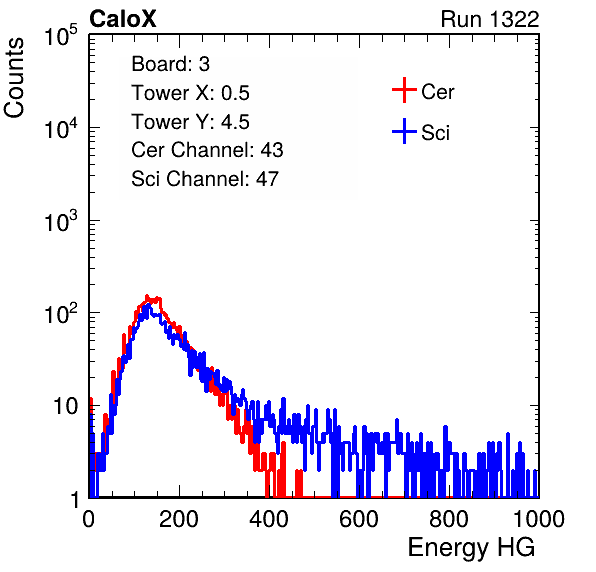 CaloX Run 1322
Counts
Board: 3
Tower X: 0.5
Tower Y: 4.5
Cer Channel: 43
Sci Channel: 47
Cer
Sci
10^5
10^4
10^3
10^2
10
1
0 200 400 600 800 1000
Energy HG